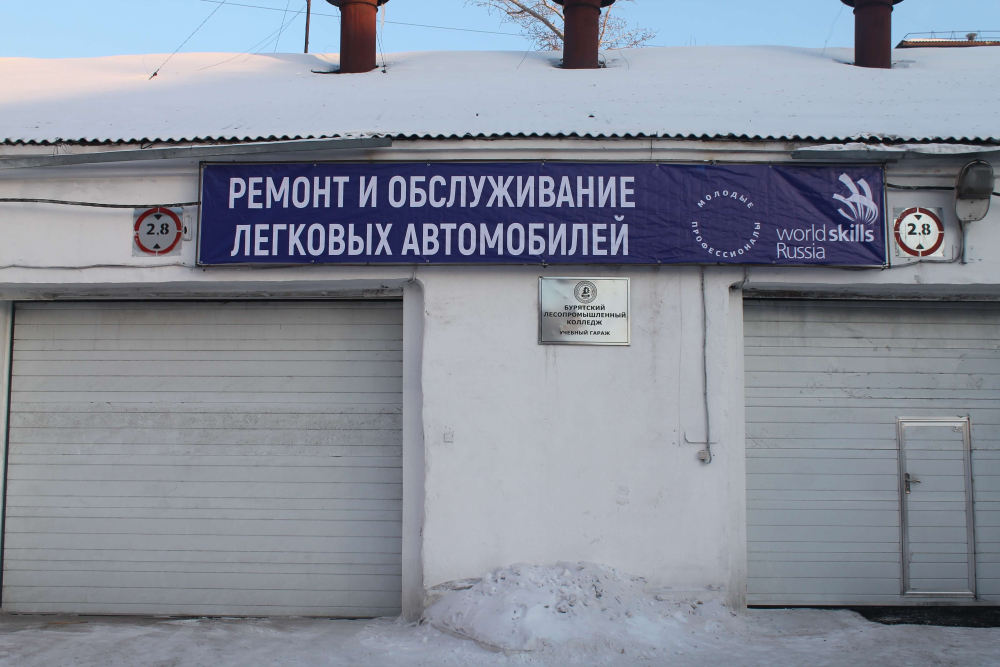 РЕМОНТ И ОБСЛУЖИВАНИЕ
ЛЕГКОВЫХ АВТОМОБИЛЕЙ
МОЛОДЫЕ
ПРОФЕССИОНАЛЫ
worldskills
Russia
2.8
2.8
БУРЯТСКИЙ
ЛЕСОПРОМЫШЛЕННЫЙ
КОЛЛЕДЖ
УЧЕБНЫЙ ГАРАЖ